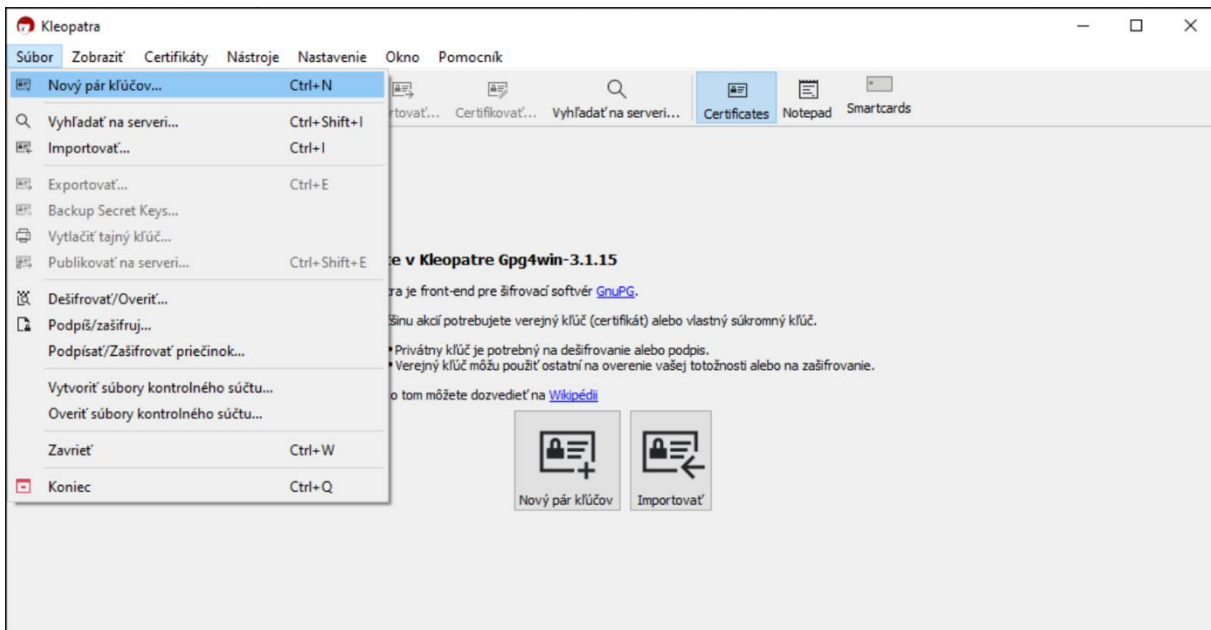 Kleopatra
Súbor Zobraziť Certifikáty Nástroje Nastavenie Okno Pomocník
Nový pár kľúčov... Ctrl+N
Vyhľadať na serveri... Ctrl+Shift+I
Importovať... Ctrl+I
Exportovať... Ctrl+E
Backup Secret Keys...
Vytlačiť tajný kľúč...
Publikovať na serveri... Ctrl+Shift+E
Dešifrovať/Overiť...
Podpíš/zašifruj...
Podpísať/Zašifrovať priečinok...
Vytvoriť súbory kontrolného súčtu...
Overiť súbory kontrolného súčtu...
Zavrieť Ctrl+W
Koniec Ctrl+Q
Certifikovať... Vyhľadať na serveri... Certificates Notepad Smartcards
v Kleopatre Gpg4win-3.1.15
je front-end pre šifrovací softvér GnuPG.
akcií potrebujete verejný kľúč (certifikát) alebo vlastný súkromný kľúč.
• Privátny kľúč je potrebný na dešifrovanie alebo podpis.
• Verejný kľúč môžu použiť ostatní na overenie vašej totožnosti alebo na zašifrovanie.
o tom môžete dozvedieť na Wikipédii
Nový pár kľúčov Importovať